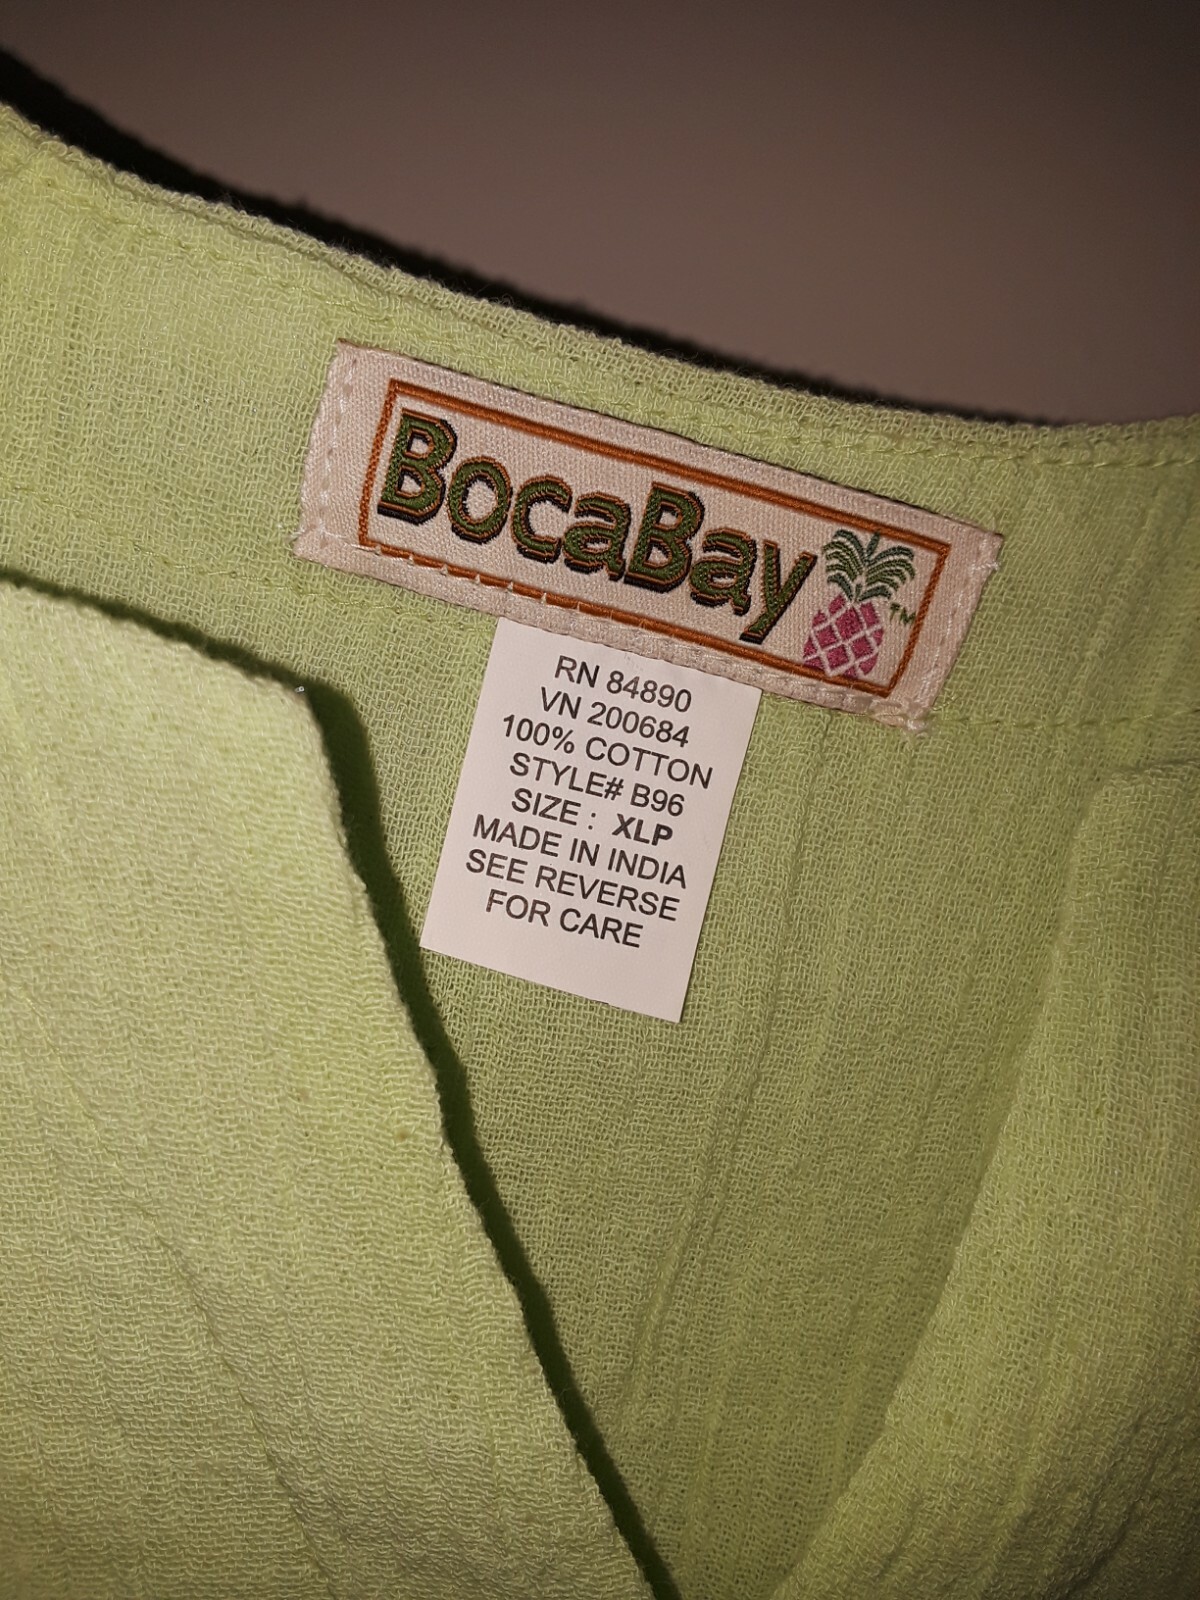 BocaBay
TM
RN 84890
VN 200684
100% COTTON
STYLE# B96
SIZE : XLP
MADE IN INDIA
SEE REVERSE
FOR CARE